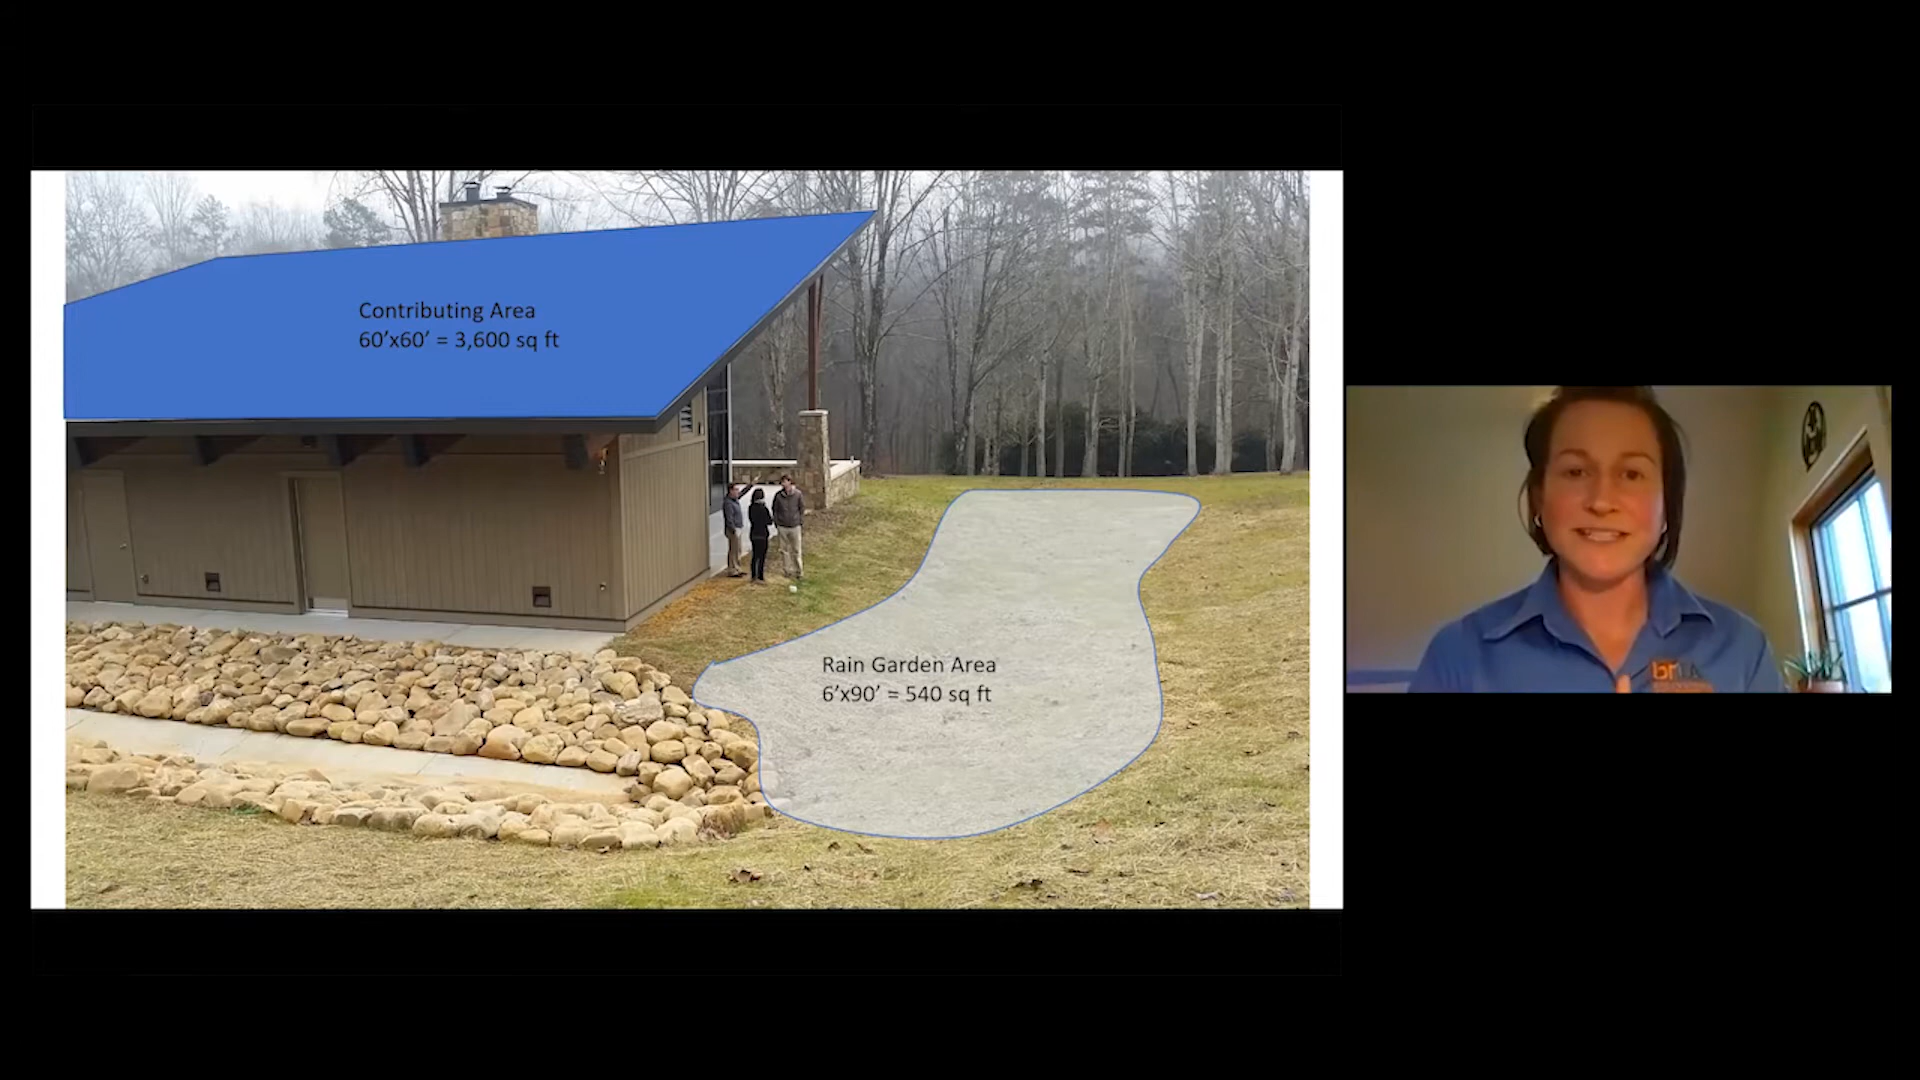 Contributing Area
60’x60’ = 3,600 sq ft
Rain Garden Area
6’x90’ = 540 sq ft